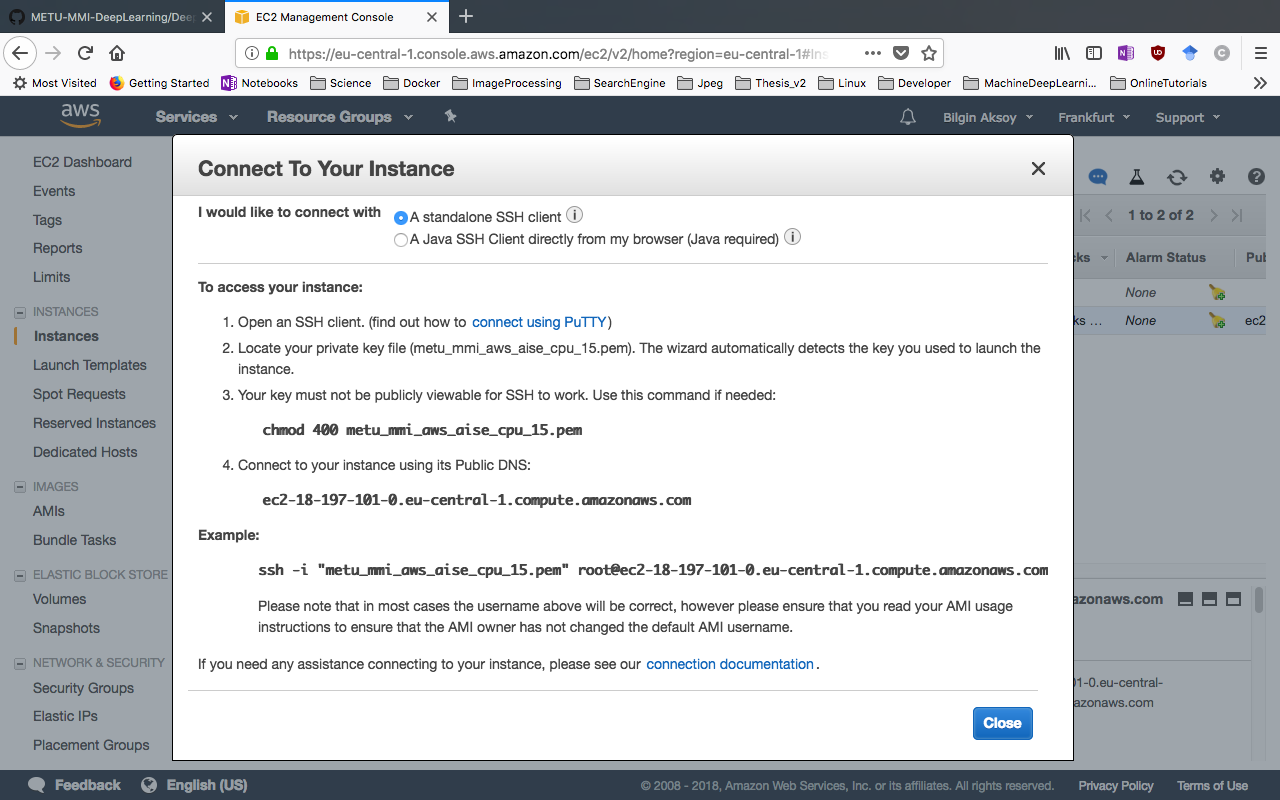 METU-MMI-DeepLearning/Dee
EC2 Management Console
https://eu-central-1.console.aws.amazon.com/ec2/v2/home?region=eu-central-1#Ins
Most Visited Getting Started Notebooks Science Docker ImageProcessing SearchEngine Jpeg Thesis_v2 Linux Developer MachineDeepLearni... OnlineTutorials
aws Services Resource Groups Bilgin Aksoy Frankfurt Support
EC2 Dashboard
Events
Tags
Reports
Limits
INSTANCES
Instances
Launch Templates
Spot Requests
Reserved Instances
Dedicated Hosts
IMAGES
AMIs
Bundle Tasks
ELASTIC BLOCK STORE
Volumes
Snapshots
NETWORK & SECURITY
Security Groups
Elastic IPs
Placement Groups
Connect To Your Instance
I would like to connect with
A standalone SSH client
A Java SSH Client directly from my browser (Java required)
To access your instance:
1. Open an SSH client. (find out how to connect using PuTTY)
2. Locate your private key file (metu_mmi_aws_aise_cpu_15.pem). The wizard automatically detects the key you used to launch the
instance.
3. Your key must not be publicly viewable for SSH to work. Use this command if needed:
chmod 400 metu_mmi_aws_aise_cpu_15.pem
4. Connect to your instance using its Public DNS:
ec2-18-197-101-0.eu-central-1.compute.amazonaws.com
Example:
ssh -i "metu_mmi_aws_aise_cpu_15.pem" root@ec2-18-197-101-0.eu-central-1.compute.amazonaws.com
Please note that in most cases the username above will be correct, however please ensure that you read your AMI usage
instructions to ensure that the AMI owner has not changed the default AMI username.
If you need any assistance connecting to your instance, please see our connection documentation.
Close
1 to 2 of 2
cks Alarm Status Pub
None
ks ... None ec2
azonaws.com
01-0.eu-central-
azonaws.com
Feedback English (US) © 2008 - 2018, Amazon Web Services, Inc. or its affiliates. All rights reserved. Privacy Policy Terms of Use